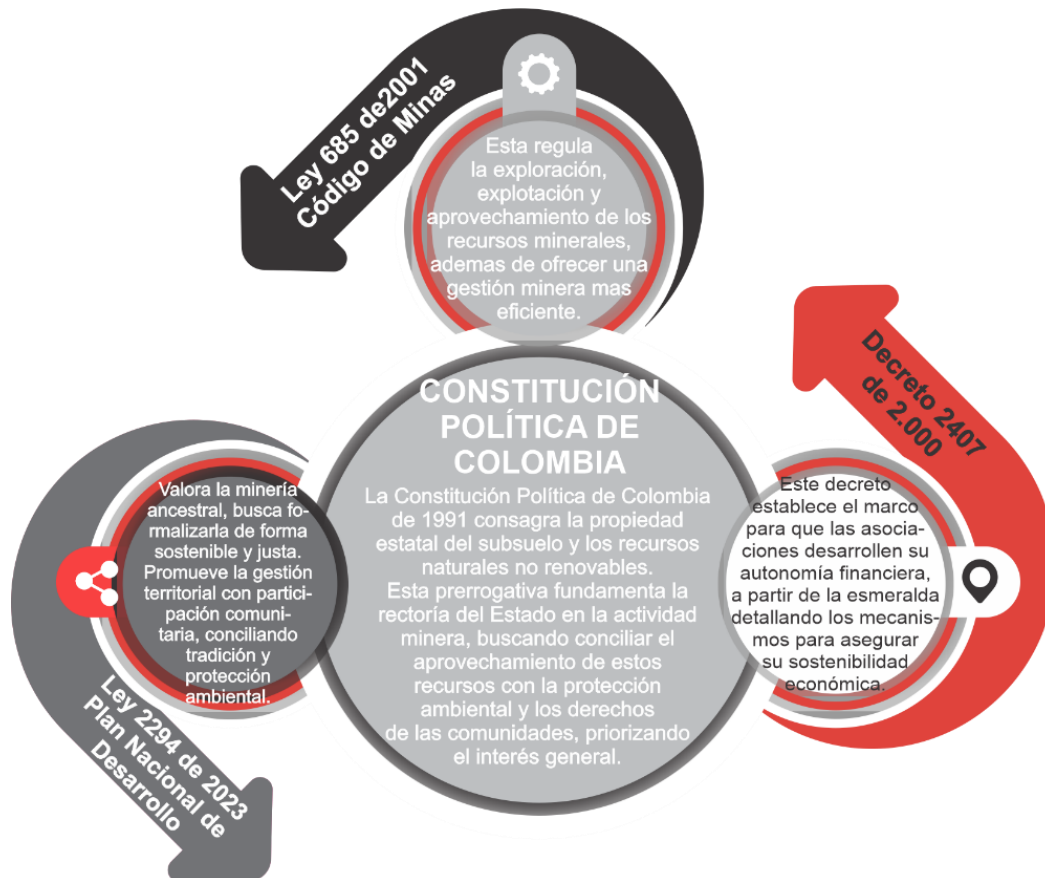 Ley 685 de2001
Código de Minas
Esta regula
la exploración,
explotación y
aprovechamiento de los
recursos minerales,
ademas de ofrecer una
gestión minera mas
eficiente.
Decreto 2407
de 2.000
Este decreto
establece el marco
para que las asocia-
ciones desarrollen su
autonomía financiera,
a partir de la esmeralda
detallando los mecanis-
mos para asegurar
su sostenibilidad
económica.
CONSTITUCIÓN
POLÍTICA DE
COLOMBIA
La Constitución Política de Colombia
de 1991 consagra la propiedad
estatal del subsuelo y los recursos
naturales no renovables.
Esta prerrogativa fundamenta la
rectoría del Estado en la actividad
minera, buscando conciliar el
aprovechamiento de estos
recursos con la protección
ambiental y los derechos
de las comunidades, priorizando
el interés general.
Valora la minería
ancestral, busca fo-
malizarla de forma
sostenible y justa.
Promueve la gestión
territorial con partici-
pación comuni-
taria, conciliando
tradición y
protección
ambiental.
Ley 2294 de 2023
Plan Nacional de
Desarrollo